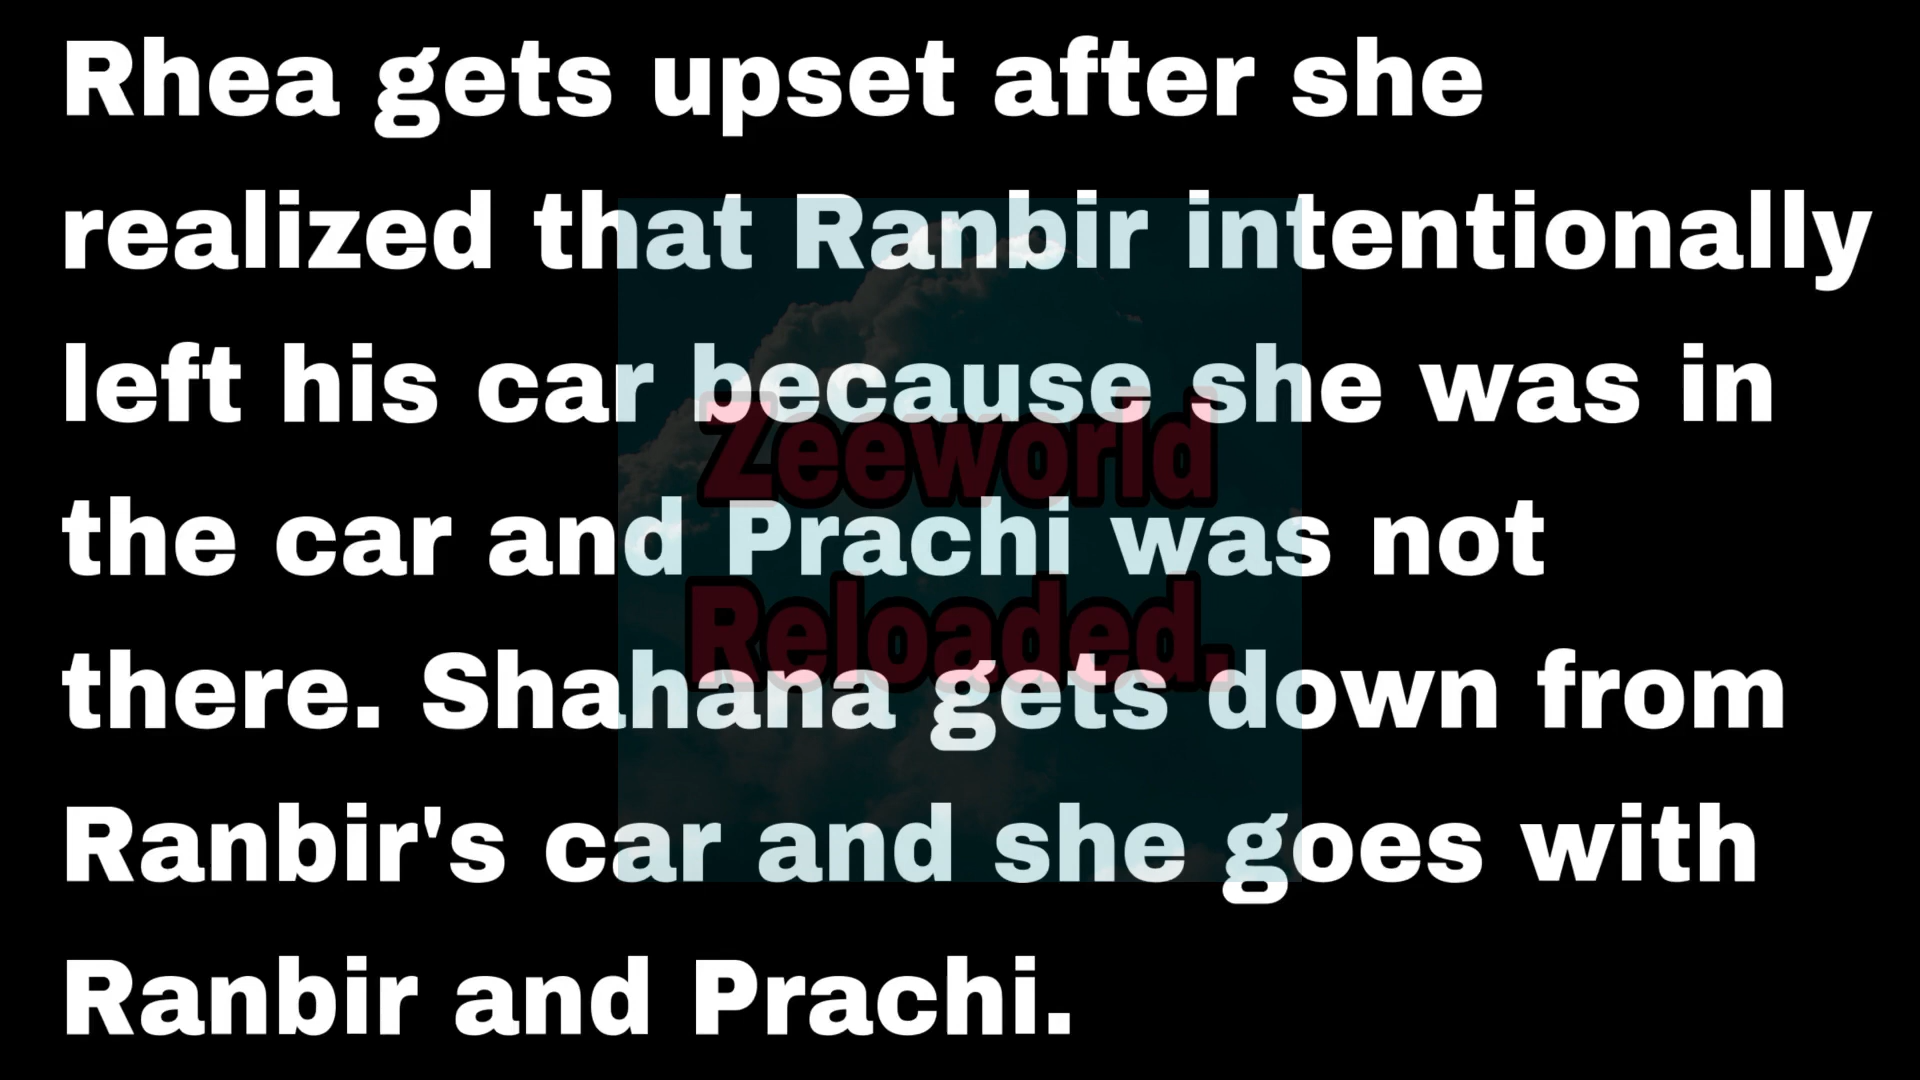 Rhea gets upset after she
realized that Ranbir intentionally
left his car because she was in
the car and Prachi was not
there. Shahana gets down from
Ranbir's car and she goes with
Ranbir and Prachi.
Zeeworld
Reloaded.